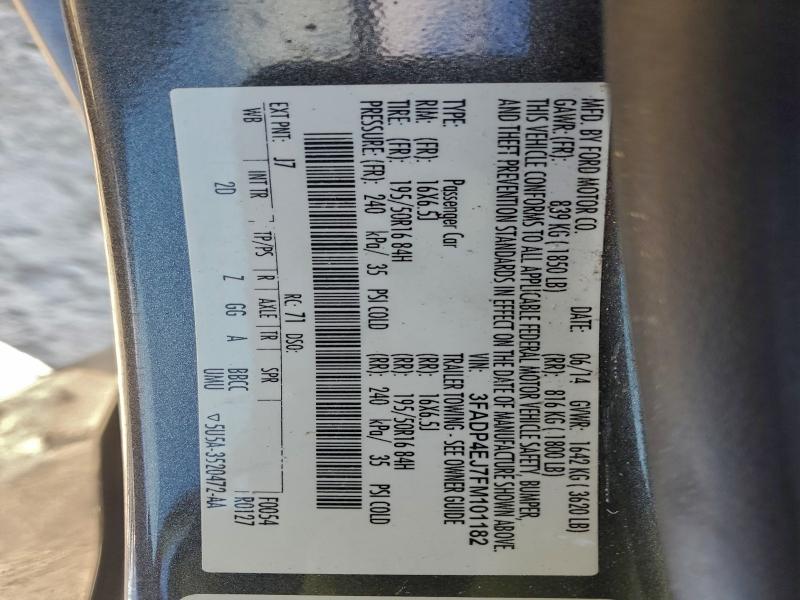 MFD. BY FORD MOTOR CO.
DATE: 06/14 GVWR: 1642 KG ( 3620 LB)
GAWR: (FR): 839 KG ( 1850 LB) (RR): 816 KG ( 1800 LB)
THIS VEHICLE CONFORMS TO ALL APPLICABLE FEDERAL MOTOR VEHICLE SAFETY, BUMPER,
AND THEFT PREVENTION STANDARDS IN EFFECT ON THE DATE OF MANUFACTURE SHOWN ABOVE.
VIN: 3FADP4EJ7FM101182
TYPE: Passenger Car TRAILER TOWING - SEE OWNER GUIDE
RIM: (FR): 16X6.5J (RR): 16X6.5J
TIRE: (FR): 195/50R16 84H (RR): 195/50R16 84H
PRESSURE (FR): 240 kPa/ 35 PSI COLD (RR): 240 kPa/ 35 PSI COLD
F0054
R0127
EXT PNT: J7 RC: 71 DSO:
WB INT TR TP/PS R AXLE TR SPR
2D Z GG A BBCC
UMU ▽5U5A-3520472-AA